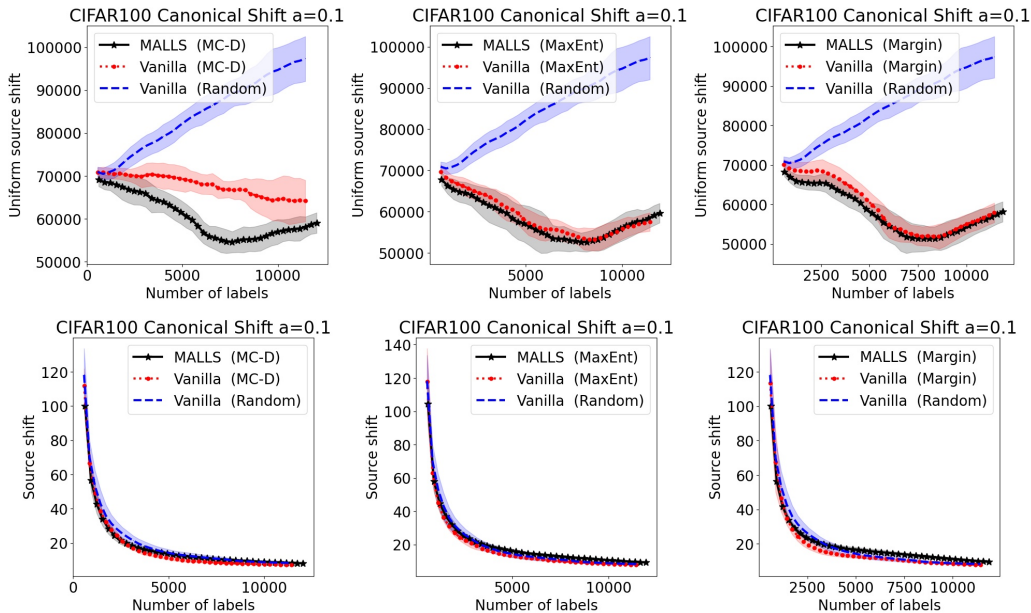 CIFAR100 Canonical Shift a=0.1
Uniform source shift
100000
90000
80000
70000
60000
50000
MALLS (MC-D)
Vanilla (MC-D)
Vanilla (Random)
0
5000
10000
Number of labels
CIFAR100 Canonical Shift a=0.1
Uniform source shift
100000
90000
80000
70000
60000
50000
MALLS (MaxEnt)
Vanilla (MaxEnt)
Vanilla (Random)
5000
10000
Number of labels
CIFAR100 Canonical Shift a=0.1
Uniform source shift
100000
90000
80000
70000
60000
50000
MALLS (Margin)
Vanilla (Margin)
Vanilla (Random)
2500
5000
7500
10000
Number of labels
CIFAR100 Canonical Shift a=0.1
Source shift
120
100
80
60
40
20
MALLS (MC-D)
Vanilla (MC-D)
Vanilla (Random)
0
5000
10000
Number of labels
CIFAR100 Canonical Shift a=0.1
Source shift
140
120
100
80
60
40
20
MALLS (MaxEnt)
Vanilla (MaxEnt)
Vanilla (Random)
5000
10000
Number of labels
CIFAR100 Canonical Shift a=0.1
Source shift
120
100
80
60
40
20
MALLS (Margin)
Vanilla (Margin)
Vanilla (Random)
2500
5000
7500
10000
Number of labels